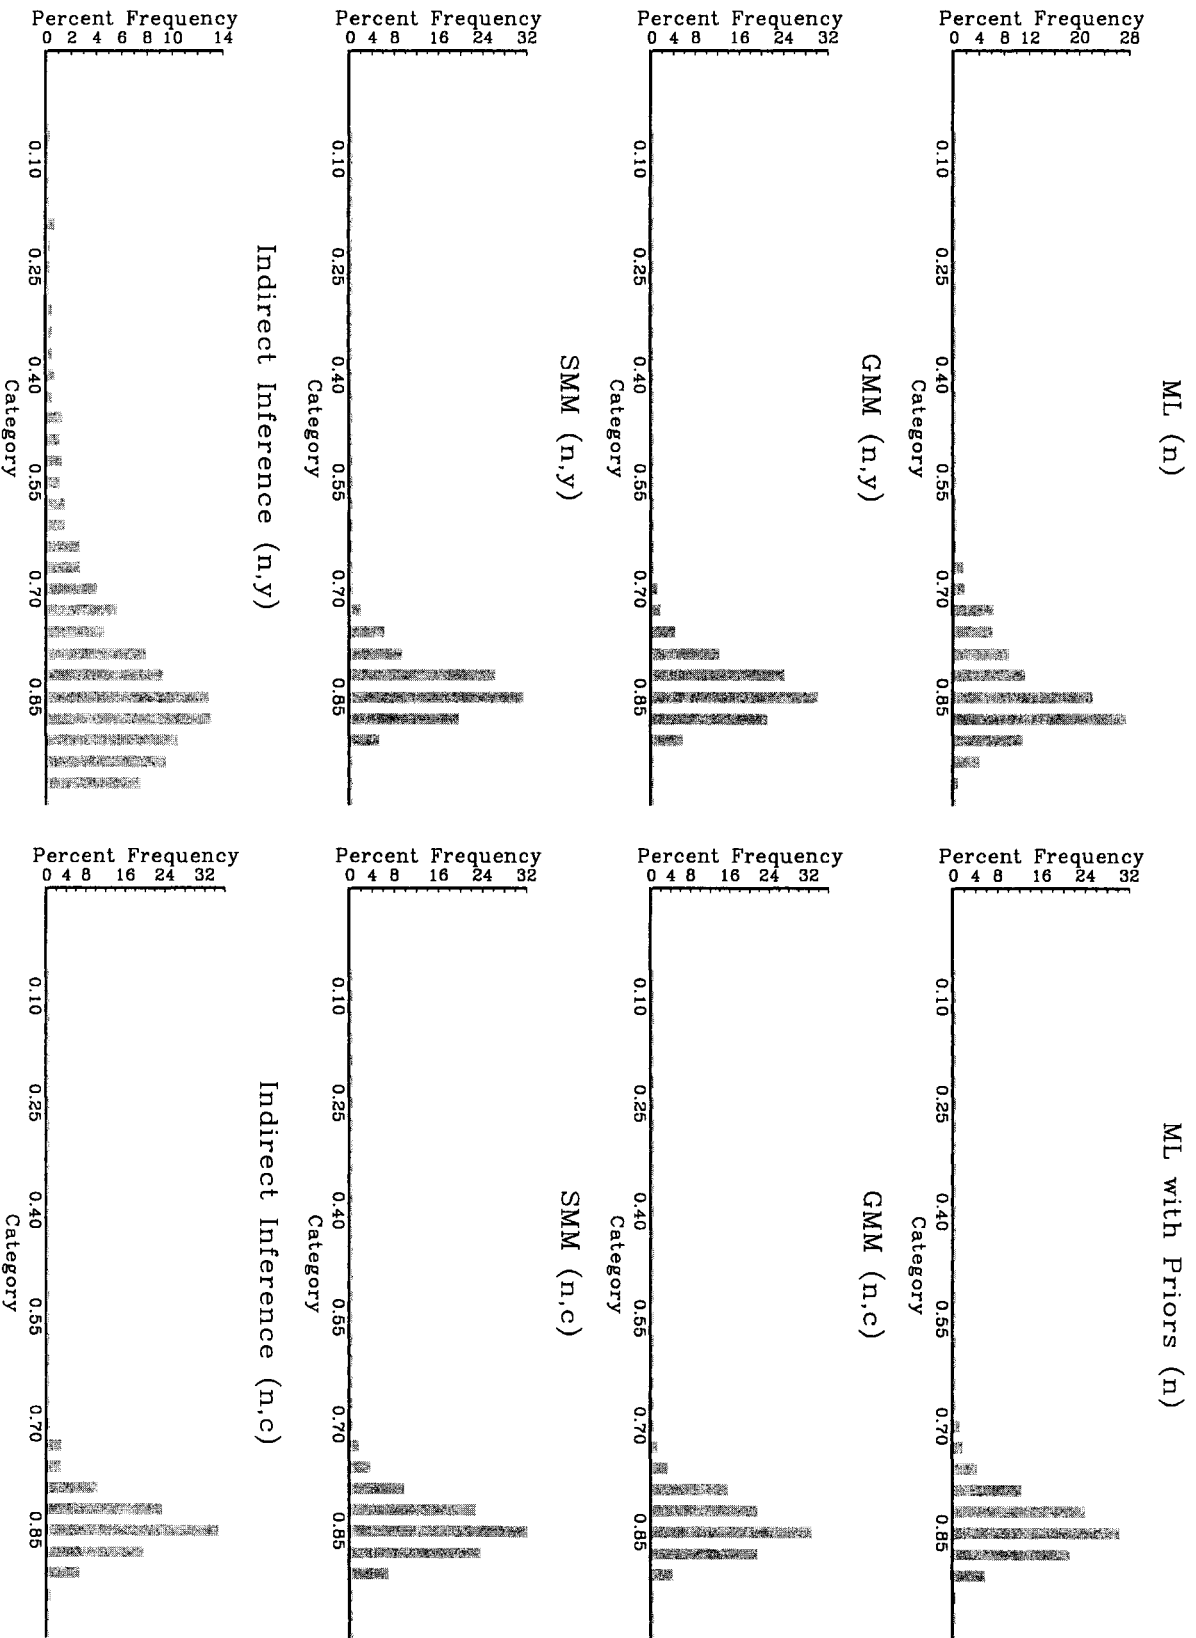 ML (n)
Percent Frequency
0 4 8 12 20 28
0.10 0.25 0.40 0.55 0.70 0.85
Category
ML with Priors (n)
Percent Frequency
0 4 8 16 24 32
0.10 0.25 0.40 0.55 0.70 0.85
Category
GMM (n,y)
Percent Frequency
0 4 8 16 24 32
0.10 0.25 0.40 0.55 0.70 0.85
Category
GMM (n,c)
Percent Frequency
0 4 8 16 24 32
0.10 0.25 0.40 0.55 0.70 0.85
Category
SMM (n,y)
Percent Frequency
0 4 8 16 24 32
0.10 0.25 0.40 0.55 0.70 0.85
Category
SMM (n,c)
Percent Frequency
0 4 8 16 24 32
0.10 0.25 0.40 0.55 0.70 0.85
Category
Indirect Inference (n,y)
Percent Frequency
0 2 4 6 8 10 14
0.10 0.25 0.40 0.55 0.70 0.85
Category
Indirect Inference (n,c)
Percent Frequency
0 4 8 16 24 32
0.10 0.25 0.40 0.55 0.70 0.85
Category